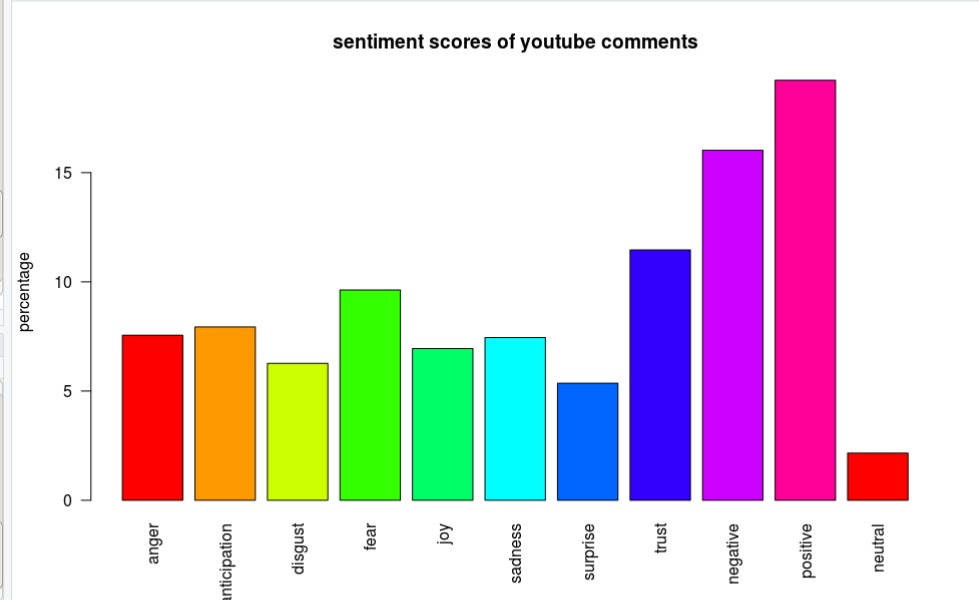 sentiment scores of youtube comments
percentage
15
10
5
0
anger
nticipation
disgust
fear
joy
sadness
surprise
trust
negative
positive
neutral